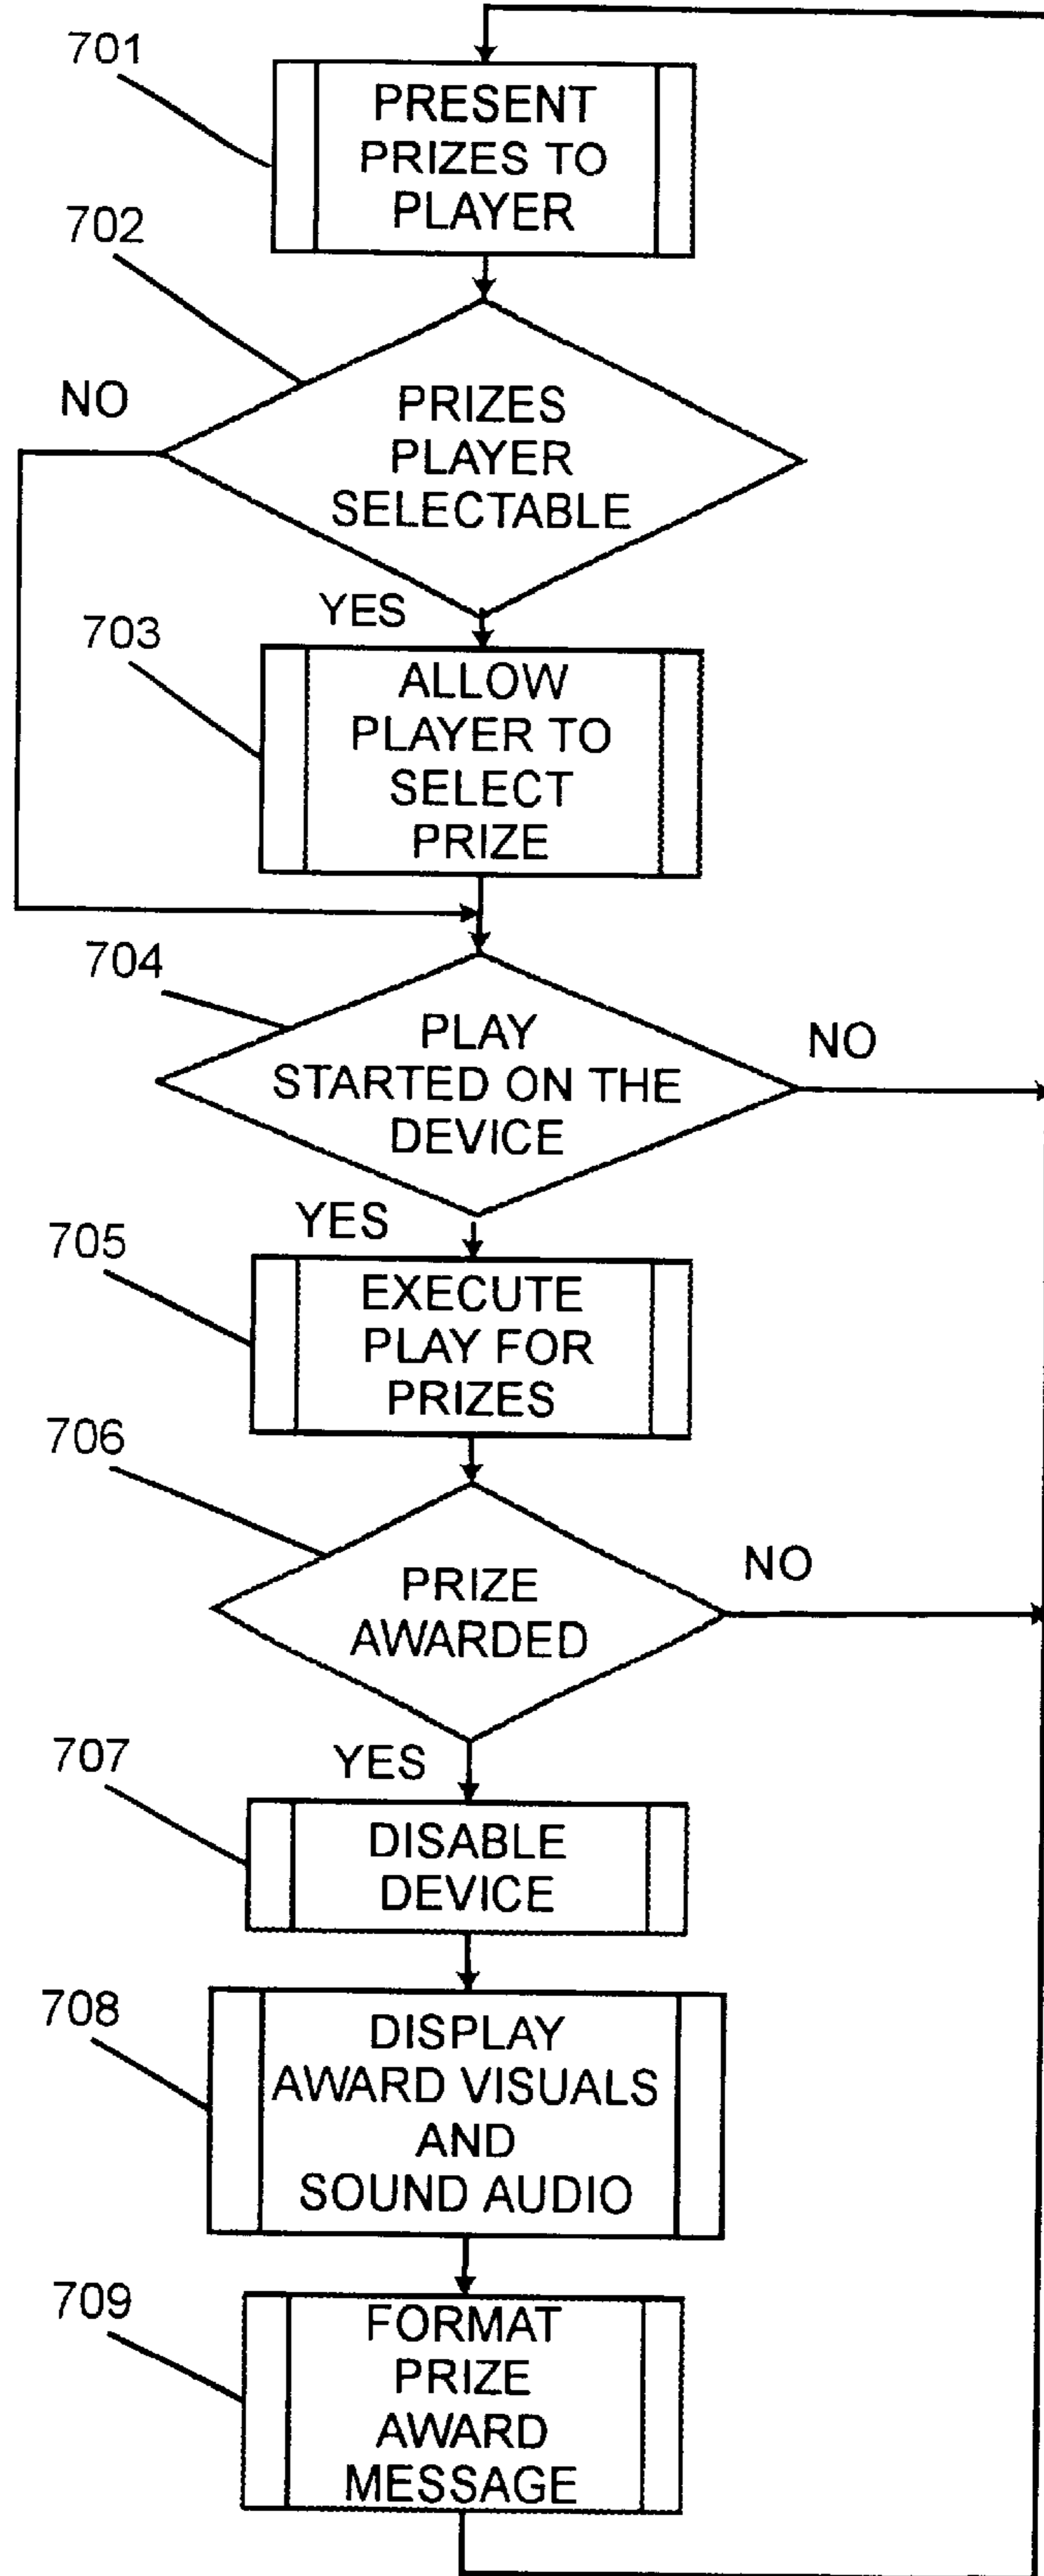 701
PRESENT
PRIZES TO
PLAYER
702
NO
PRIZES
PLAYER
SELECTABLE
YES
703
ALLOW
PLAYER TO
SELECT
PRIZE
704
PLAY
STARTED ON THE
DEVICE
NO
YES
705
EXECUTE
PLAY FOR
PRIZES
706
PRIZE
AWARDED
NO
YES
707
DISABLE
DEVICE
708
DISPLAY
AWARD VISUALS
AND
SOUND AUDIO
709
FORMAT
PRIZE
AWARD
MESSAGE